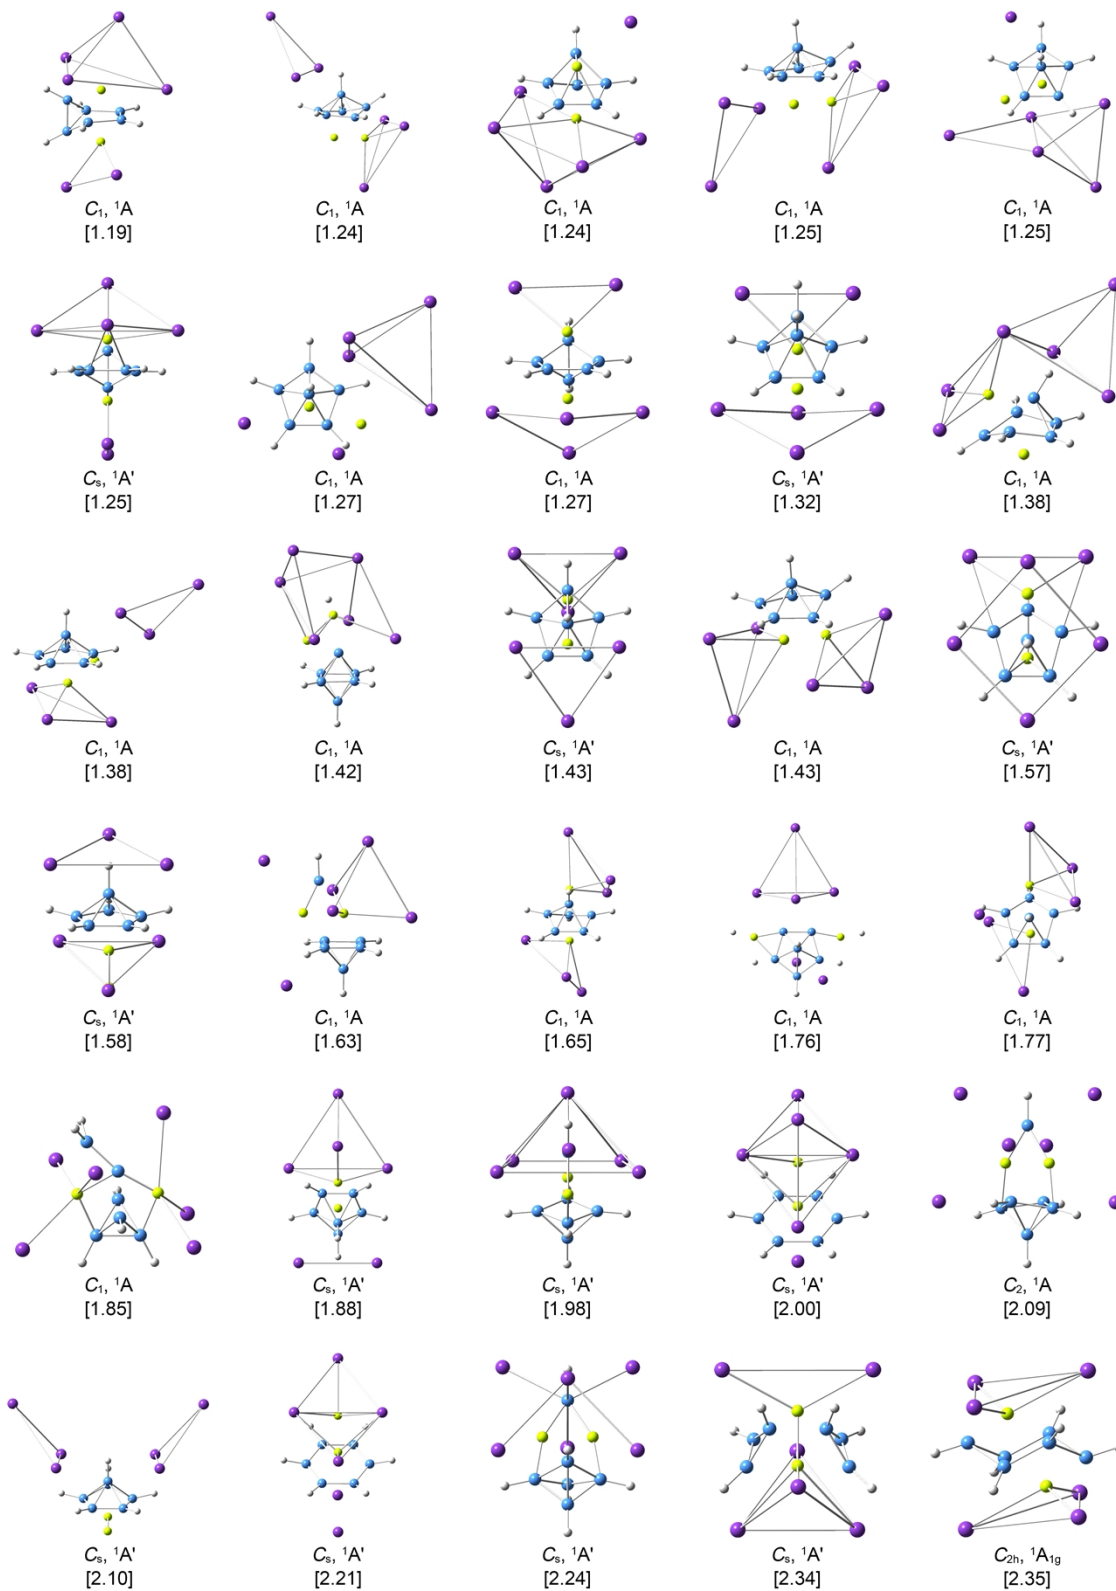 C₁, ¹A
[1.19]
C₁, ¹A
[1.24]
C₁, ¹A
[1.24]
C₁, ¹A
[1.25]
C₁, ¹A
[1.25]
Cₛ, ¹A'
[1.25]
C₁, ¹A
[1.27]
C₁, ¹A
[1.27]
Cₛ, ¹A'
[1.32]
C₁, ¹A
[1.38]
C₁, ¹A
[1.38]
C₁, ¹A
[1.42]
Cₛ, ¹A'
[1.43]
C₁, ¹A
[1.43]
Cₛ, ¹A'
[1.57]
Cₛ, ¹A'
[1.58]
C₁, ¹A
[1.63]
C₁, ¹A
[1.65]
C₁, ¹A
[1.76]
C₁, ¹A
[1.77]
C₁, ¹A
[1.85]
Cₛ, ¹A'
[1.88]
Cₛ, ¹A'
[1.98]
Cₛ, ¹A'
[2.00]
C₂, ¹A
[2.09]
Cₛ, ¹A'
[2.10]
Cₛ, ¹A'
[2.21]
Cₛ, ¹A'
[2.24]
Cₛ, ¹A'
[2.34]
C₂ₕ, ¹A₁g
[2.35]